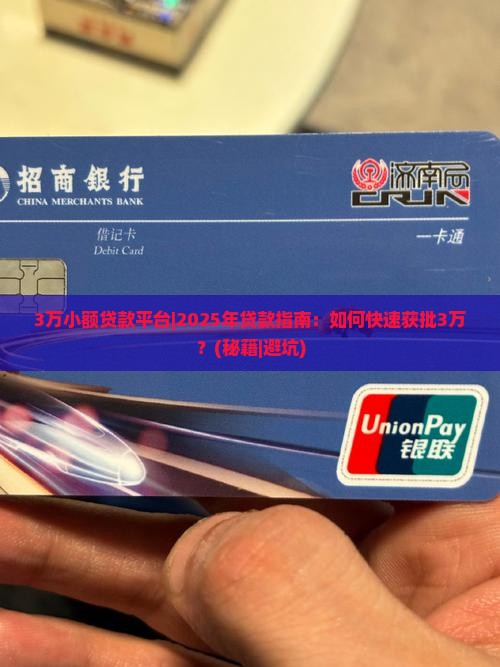 招商銀行
CHINA MERCHANTS BANK
济南云
借记卡
Debit Card
一卡通
3万小额贷款平台|2025年贷款指南：如何快速获批3万
？(秘籍|避坑)
UnionPay
银联